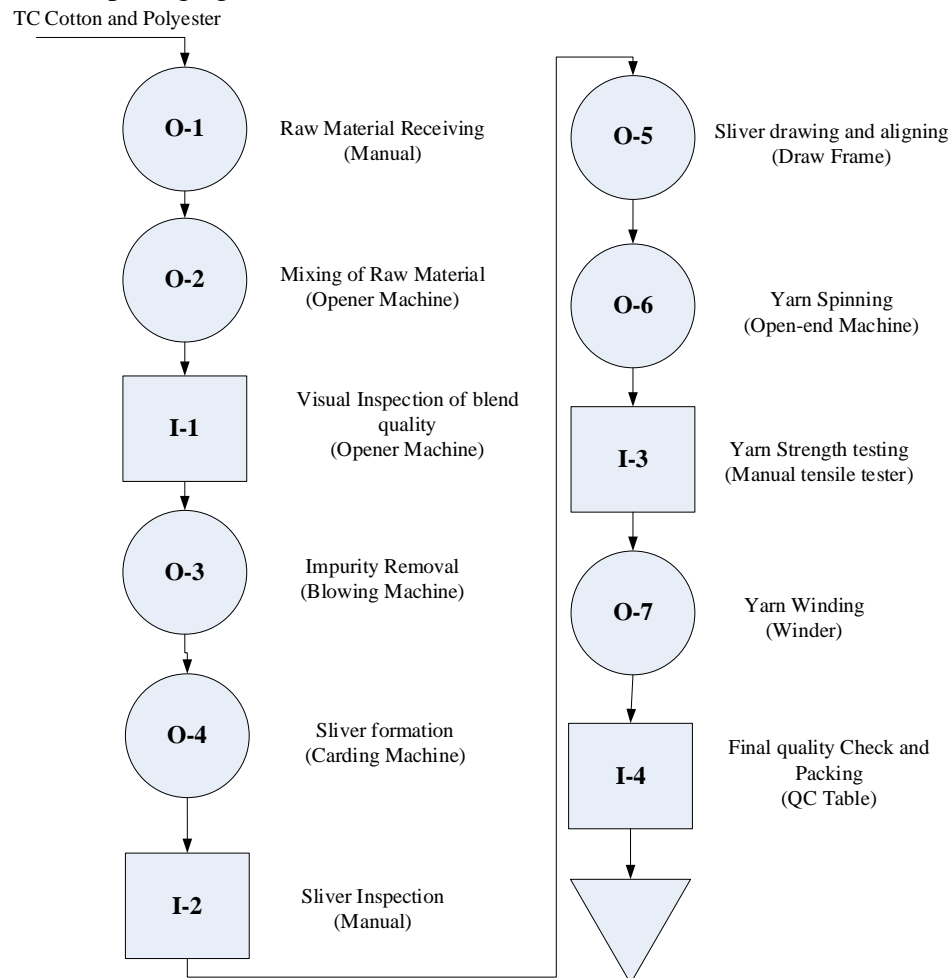 TC Cotton and Polyester
O-1
Raw Material Receiving
(Manual)
O-2
Mixing of Raw Material
(Opener Machine)
I-1
Visual Inspection of blend
quality
(Opener Machine)
O-3
Impurity Removal
(Blowing Machine)
O-4
Sliver formation
(Carding Machine)
I-2
Sliver Inspection
(Manual)
O-5
Sliver drawing and aligning
(Draw Frame)
O-6
Yarn Spinning
(Open-end Machine)
I-3
Yarn Strength testing
(Manual tensile tester)
O-7
Yarn Winding
(Winder)
I-4
Final quality Check and
Packing
(QC Table)